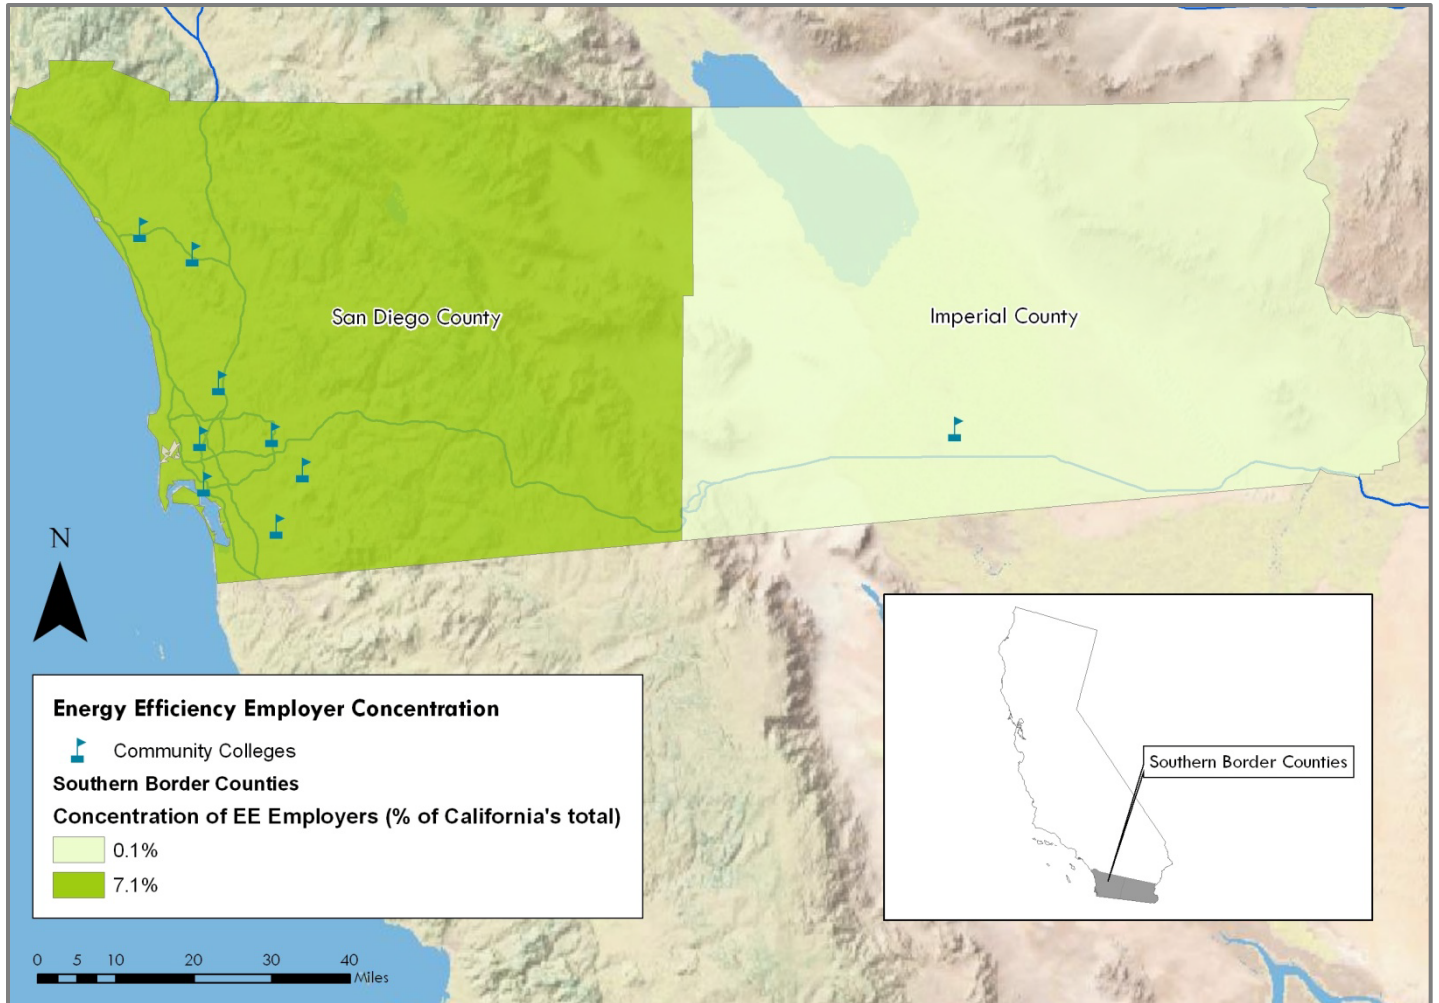 San Diego County
Imperial County
N
Energy Efficiency Employer Concentration
Community Colleges
Southern Border Counties
Concentration of EE Employers (% of California's total)
0.1%
7.1%
Southern Border Counties
0 5 10 20 30 40
Miles